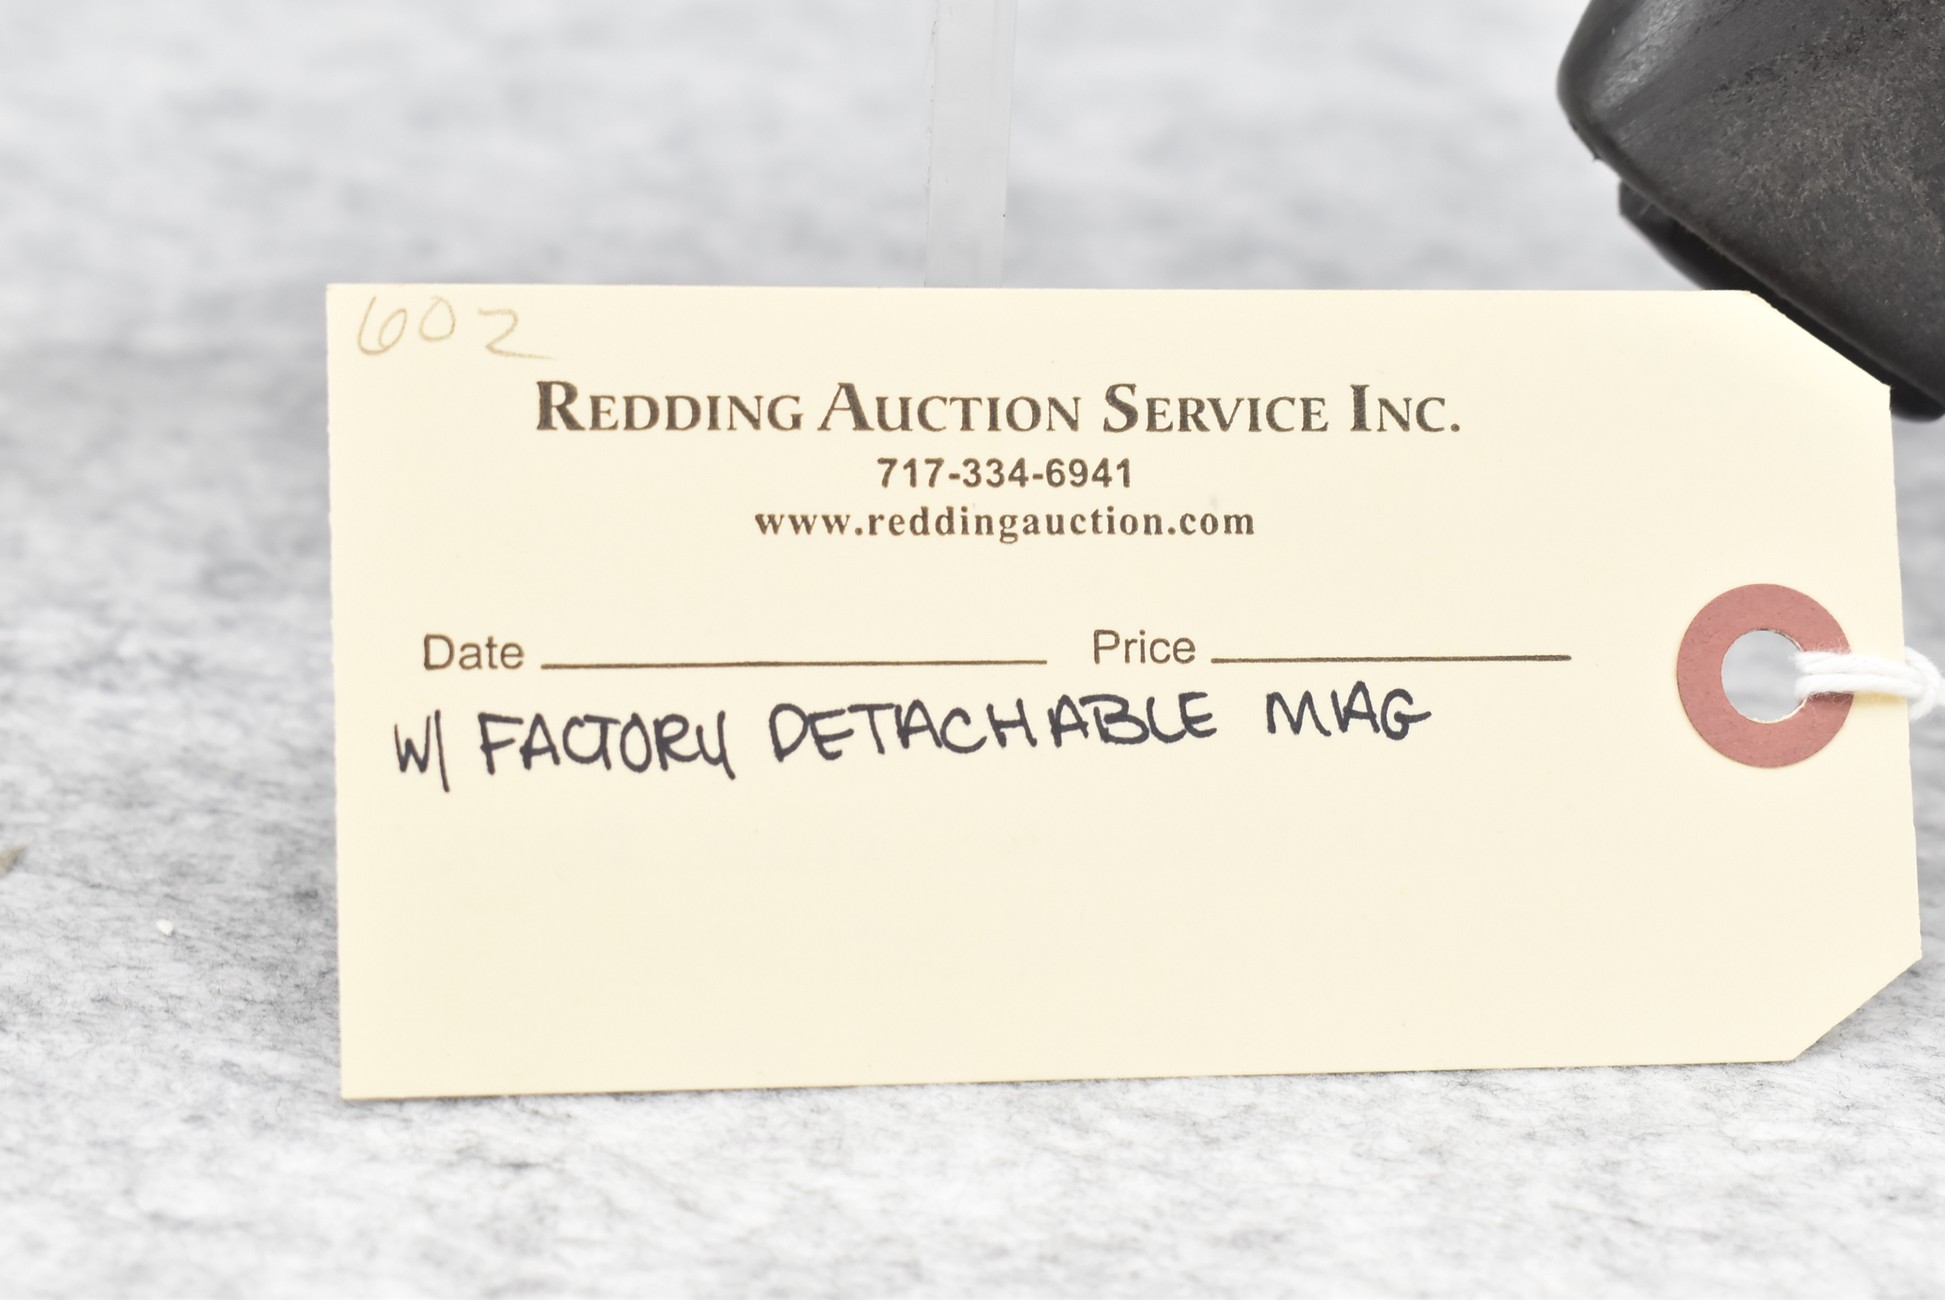 602
REDDING AUCTION SERVICE INC.
717-334-6941
www.reddingauction.com
Date Price
W/ FACTORY DETACHABLE MAG